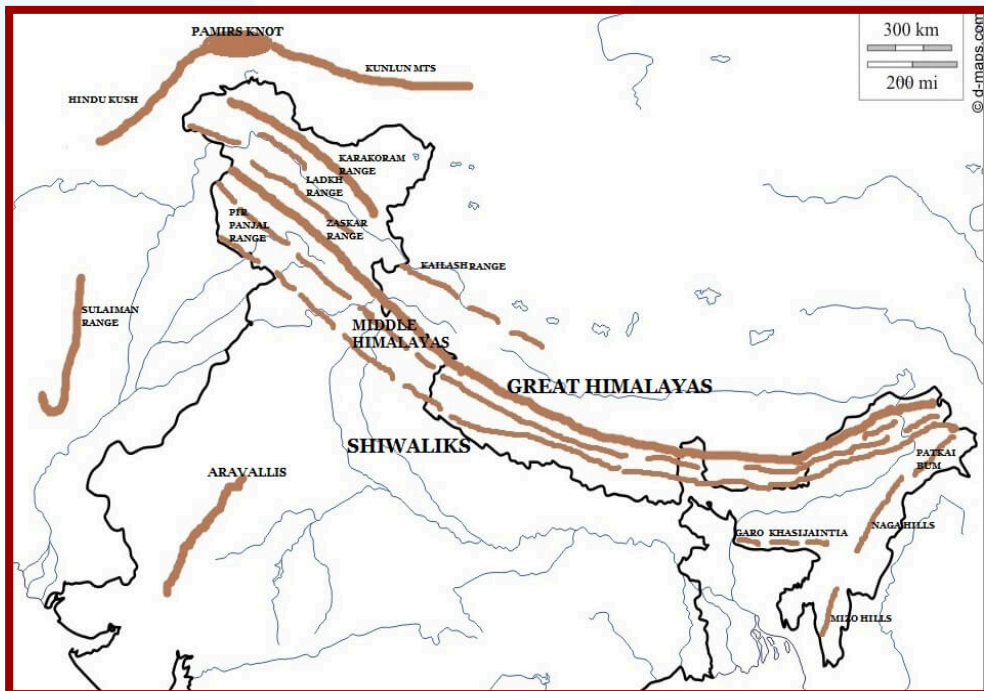 PAMIRS KNOT
300 km
200 mi
© d-maps.com
KUNLUN MTS
HINDU KUSH
KARAKORAM
RANGE
LADKH
RANGE
PIR
PANJAL
RANGE
ZASKAR
RANGE
KAILASH RANGE
SULAIMAN
RANGE
MIDDLE
HIMALAYAS
GREAT HIMALAYAS
SHIWALIKS
ARAVALLIS
PATKAI
BUM
NAGA HILLS
GARO KHASIJAINTIA
MIZO HILLS